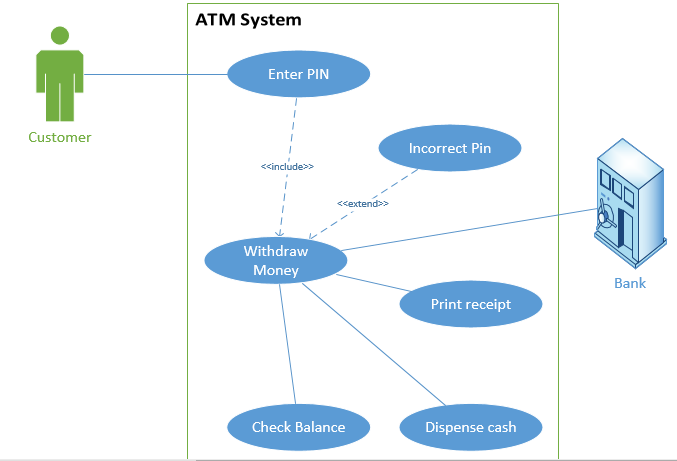 ATM System
Enter PIN
Customer
Incorrect Pin
<<include>>
<<extend>>
Withdraw
Money
Bank
Print receipt
Check Balance
Dispense cash